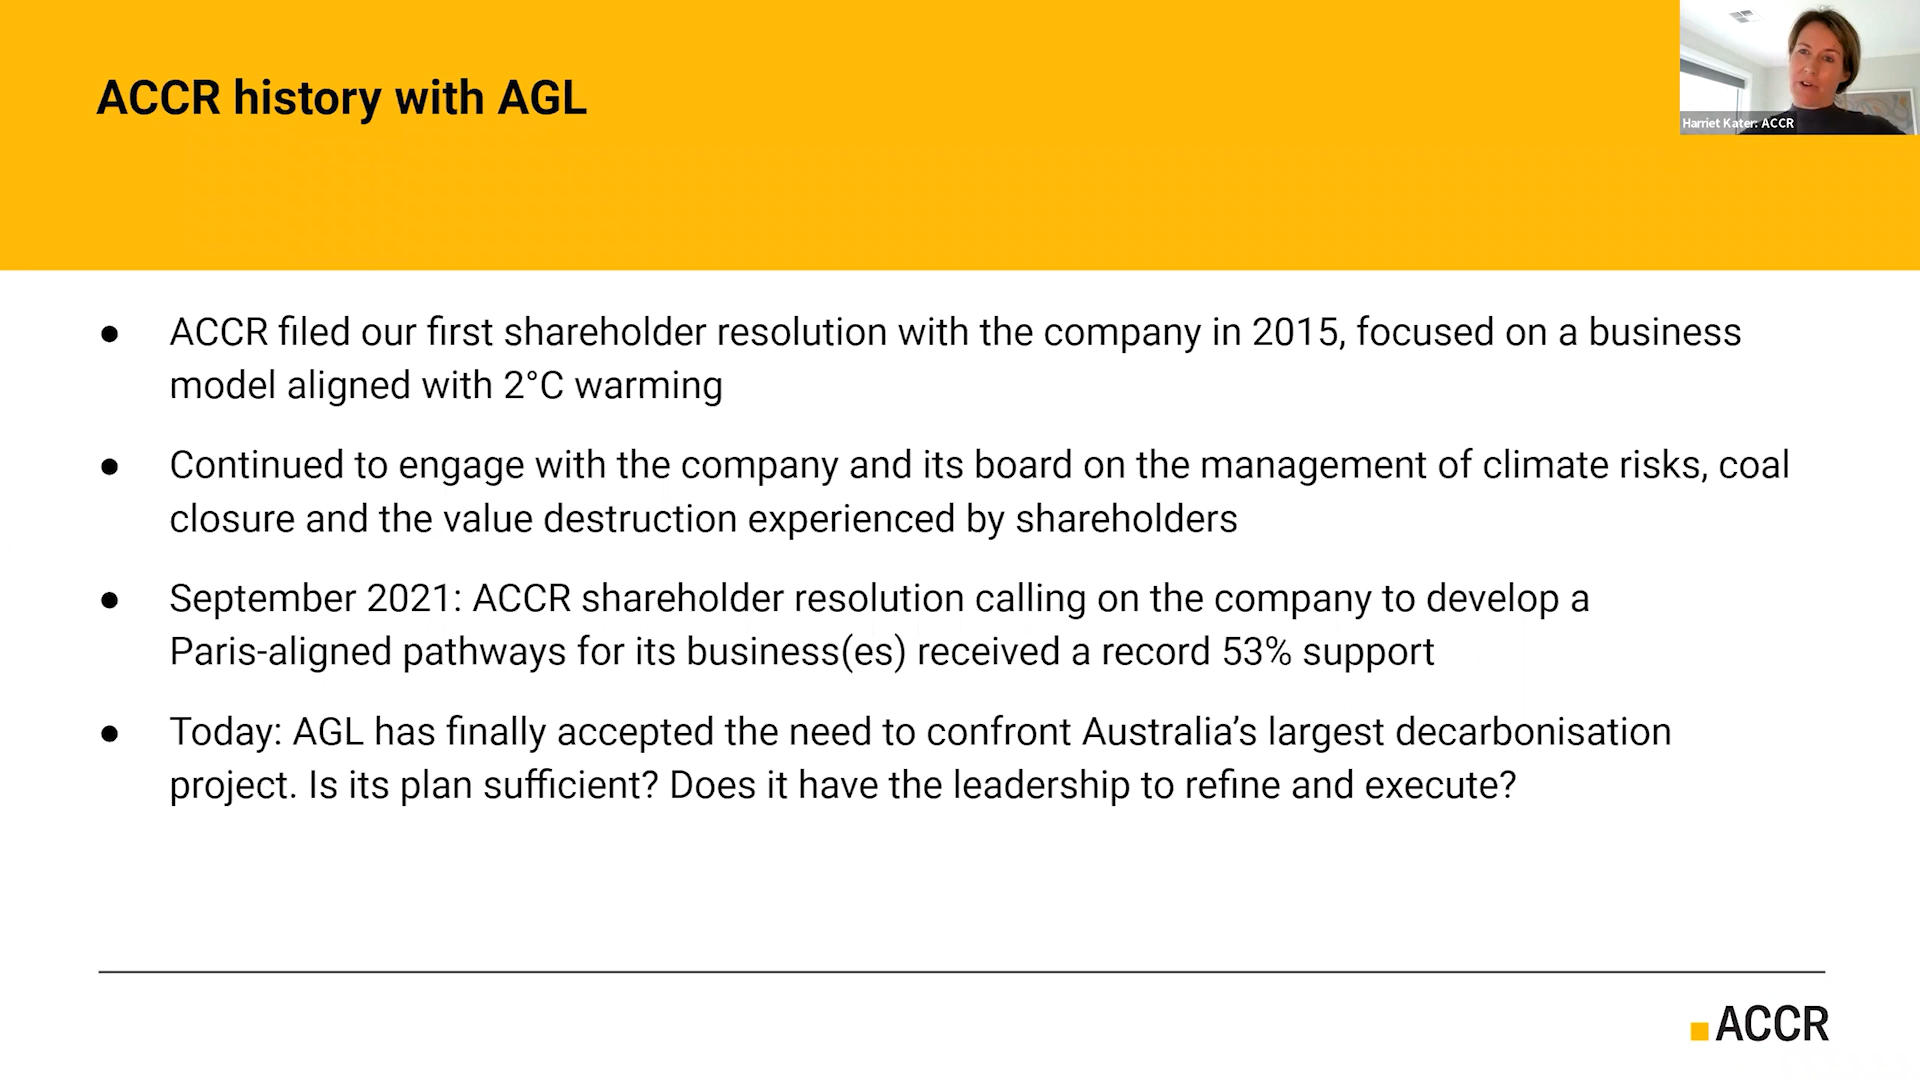 ACCR history with AGL
Harriet Kater: ACCR
● ACCR filed our first shareholder resolution with the company in 2015, focused on a business
model aligned with 2°C warming
● Continued to engage with the company and its board on the management of climate risks, coal
closure and the value destruction experienced by shareholders
● September 2021: ACCR shareholder resolution calling on the company to develop a
Paris-aligned pathways for its business(es) received a record 53% support
● Today: AGL has finally accepted the need to confront Australia’s largest decarbonisation
project. Is its plan sufficient? Does it have the leadership to refine and execute?
ACCR